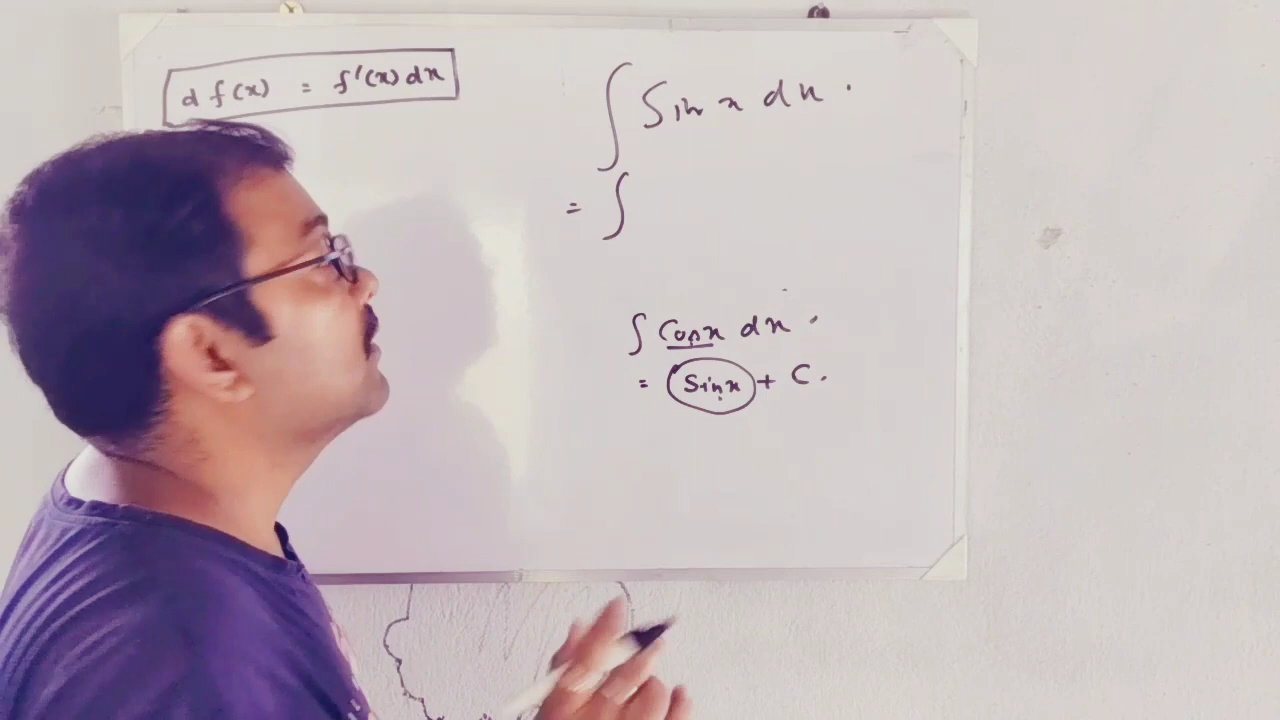 d f(x) = f'(x) dx
∫ Sin x dx .
= ∫
∫ Cos x dx .
= Sin x + C .